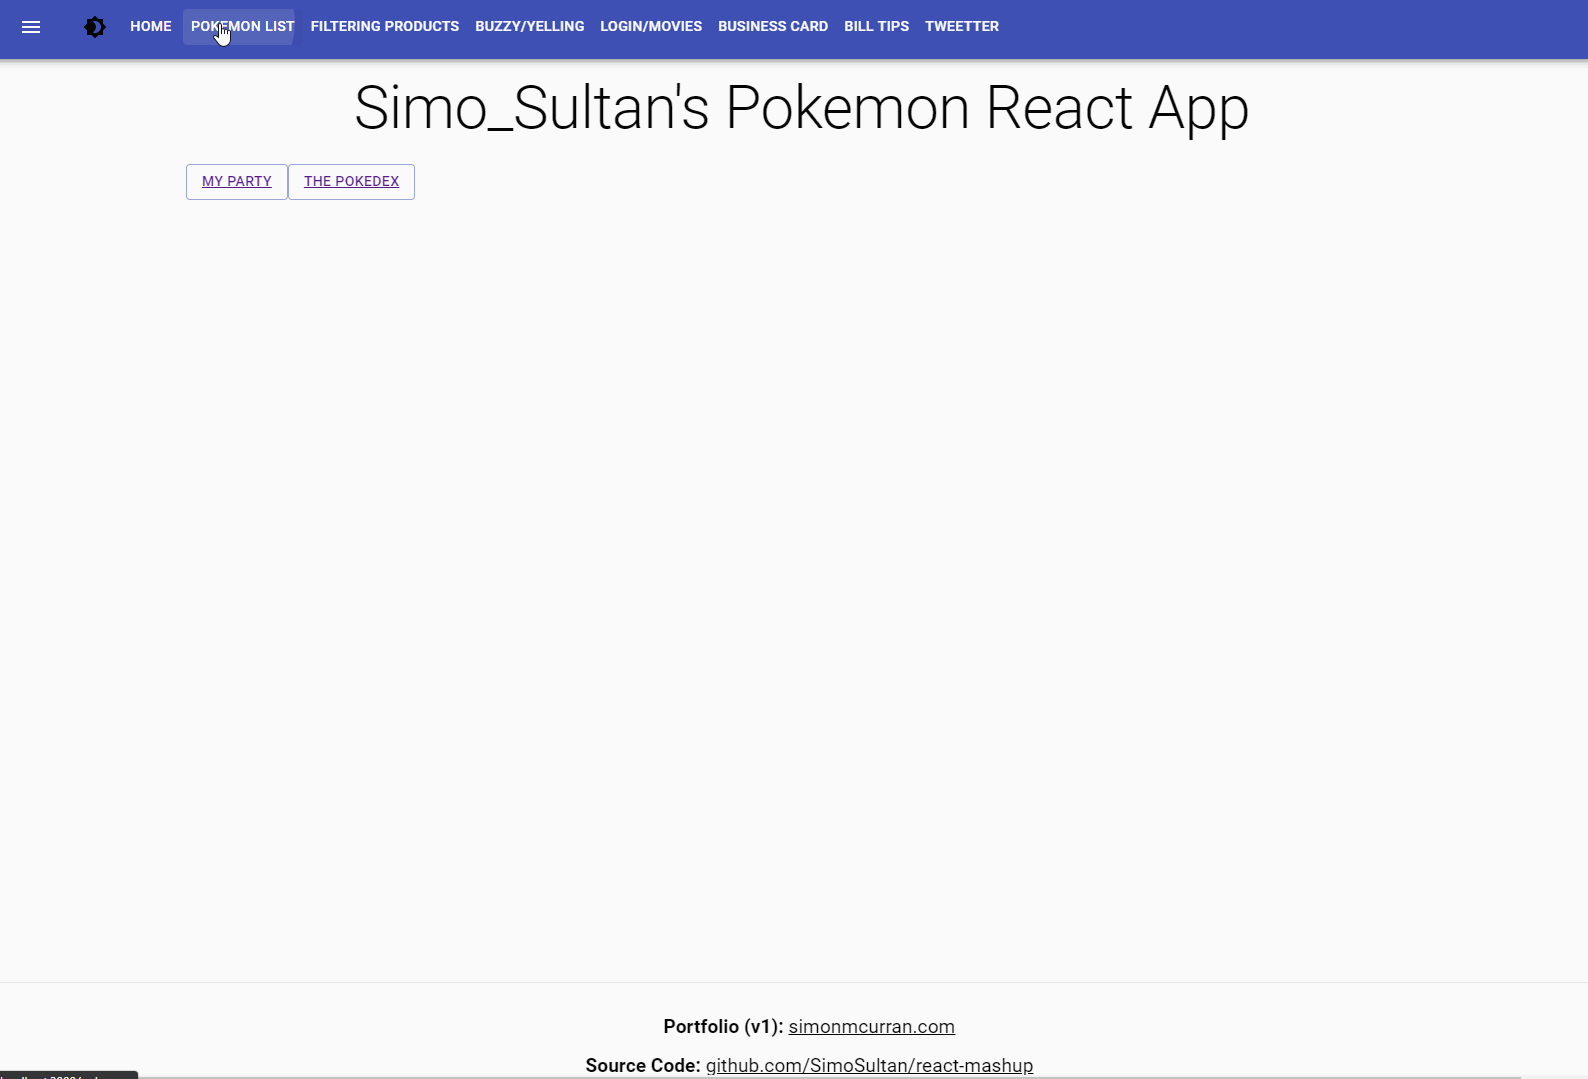 HOME POKEMON LIST FILTERING PRODUCTS BUZZY/YELLING LOGIN/MOVIES BUSINESS CARD BILL TIPS TWEETTER
Simo_Sultan's Pokemon React App
MY PARTY THE POKEDEX
Portfolio (v1): simonmcurran.com
Source Code: github.com/SimoSultan/react-mashup